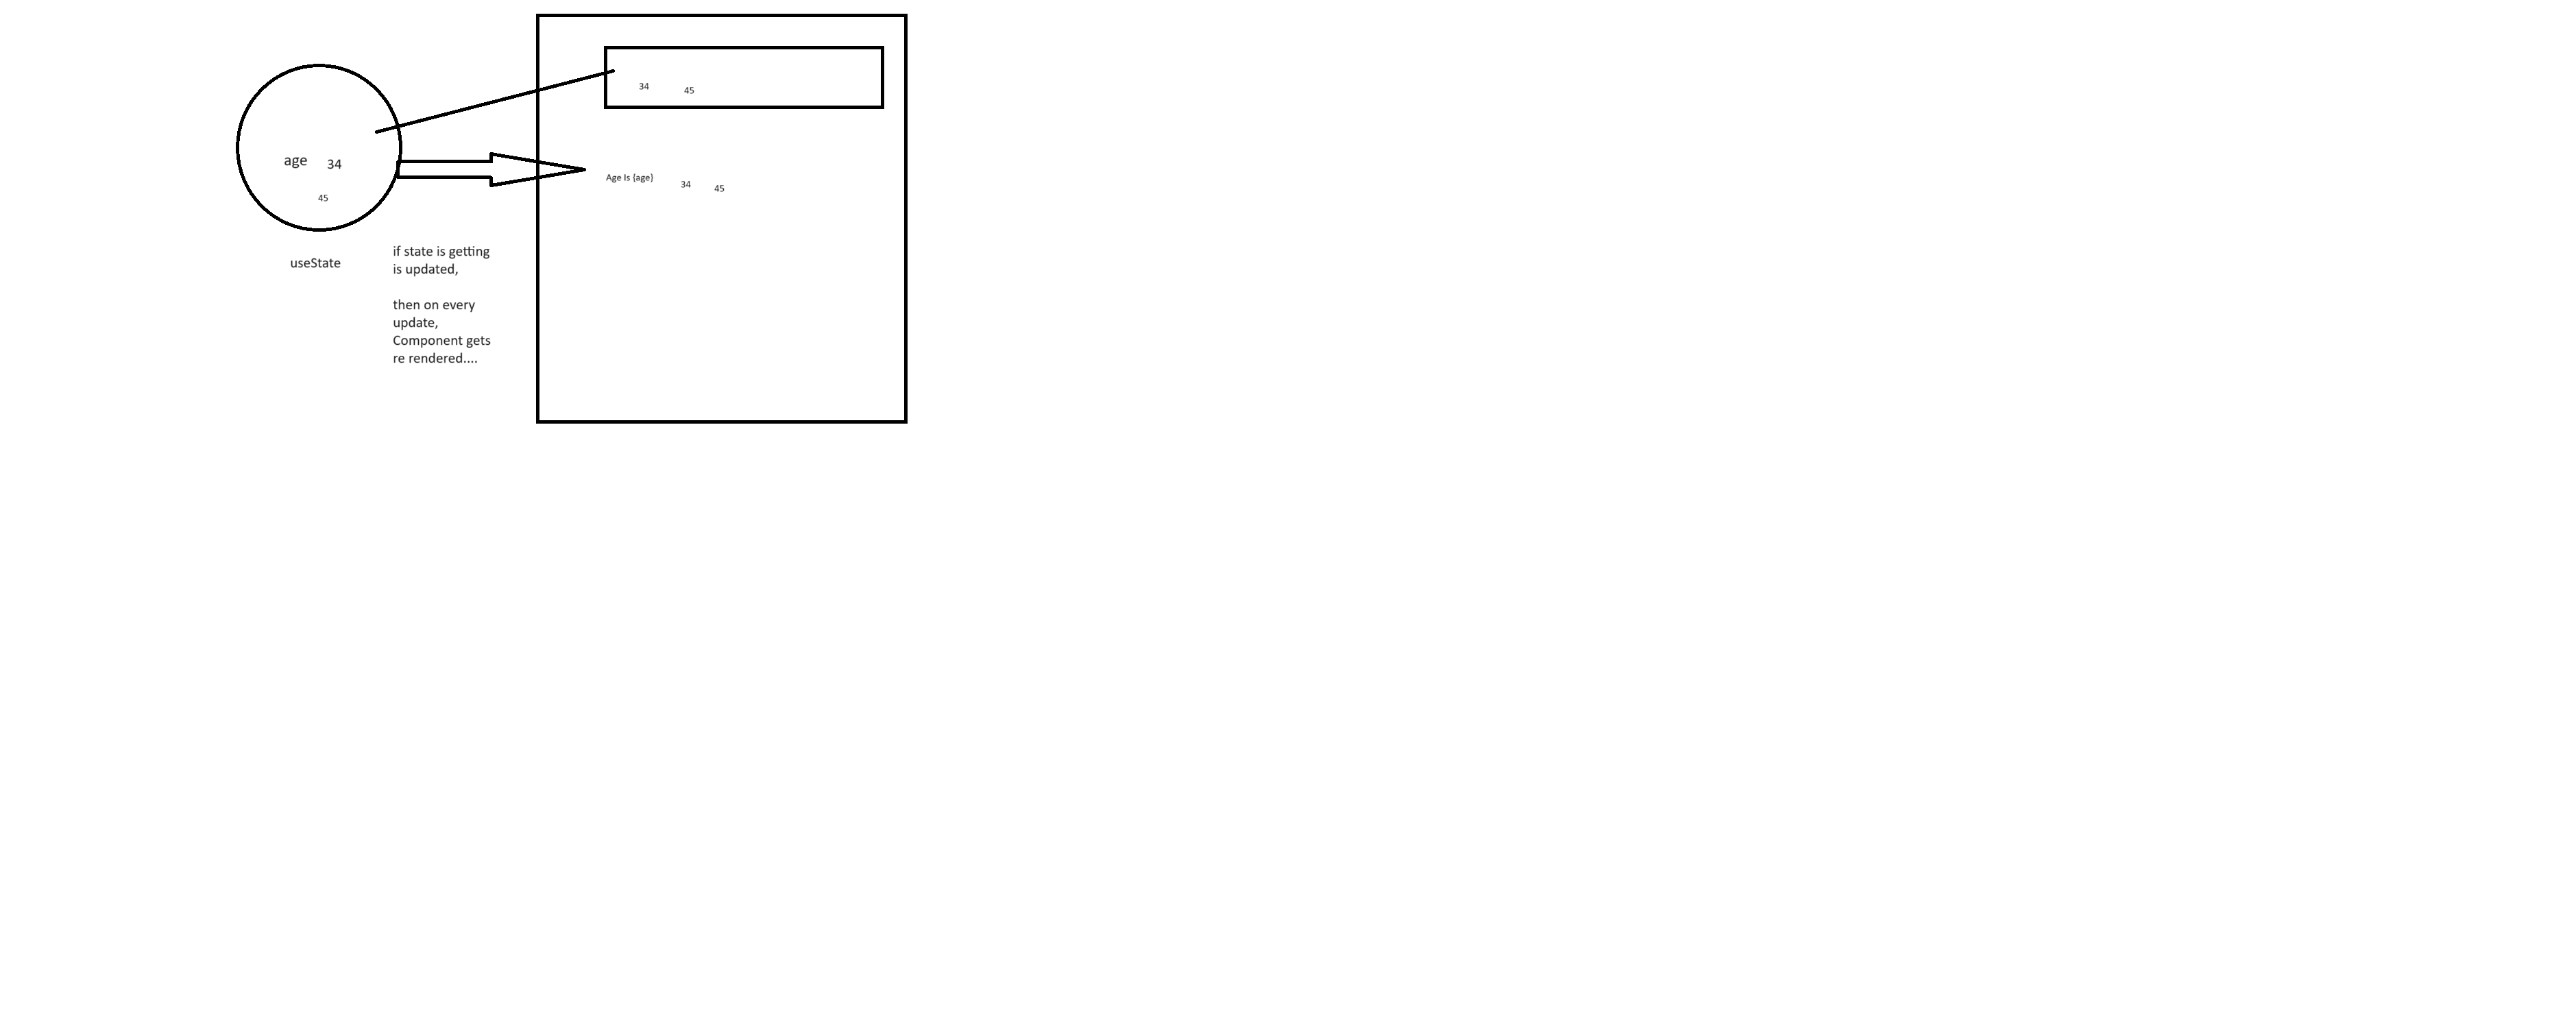 34 45
age 34
45
Age Is {age} 34 45
useState
if state is getting
is updated,
then on every
update,
Component gets
re rendered....